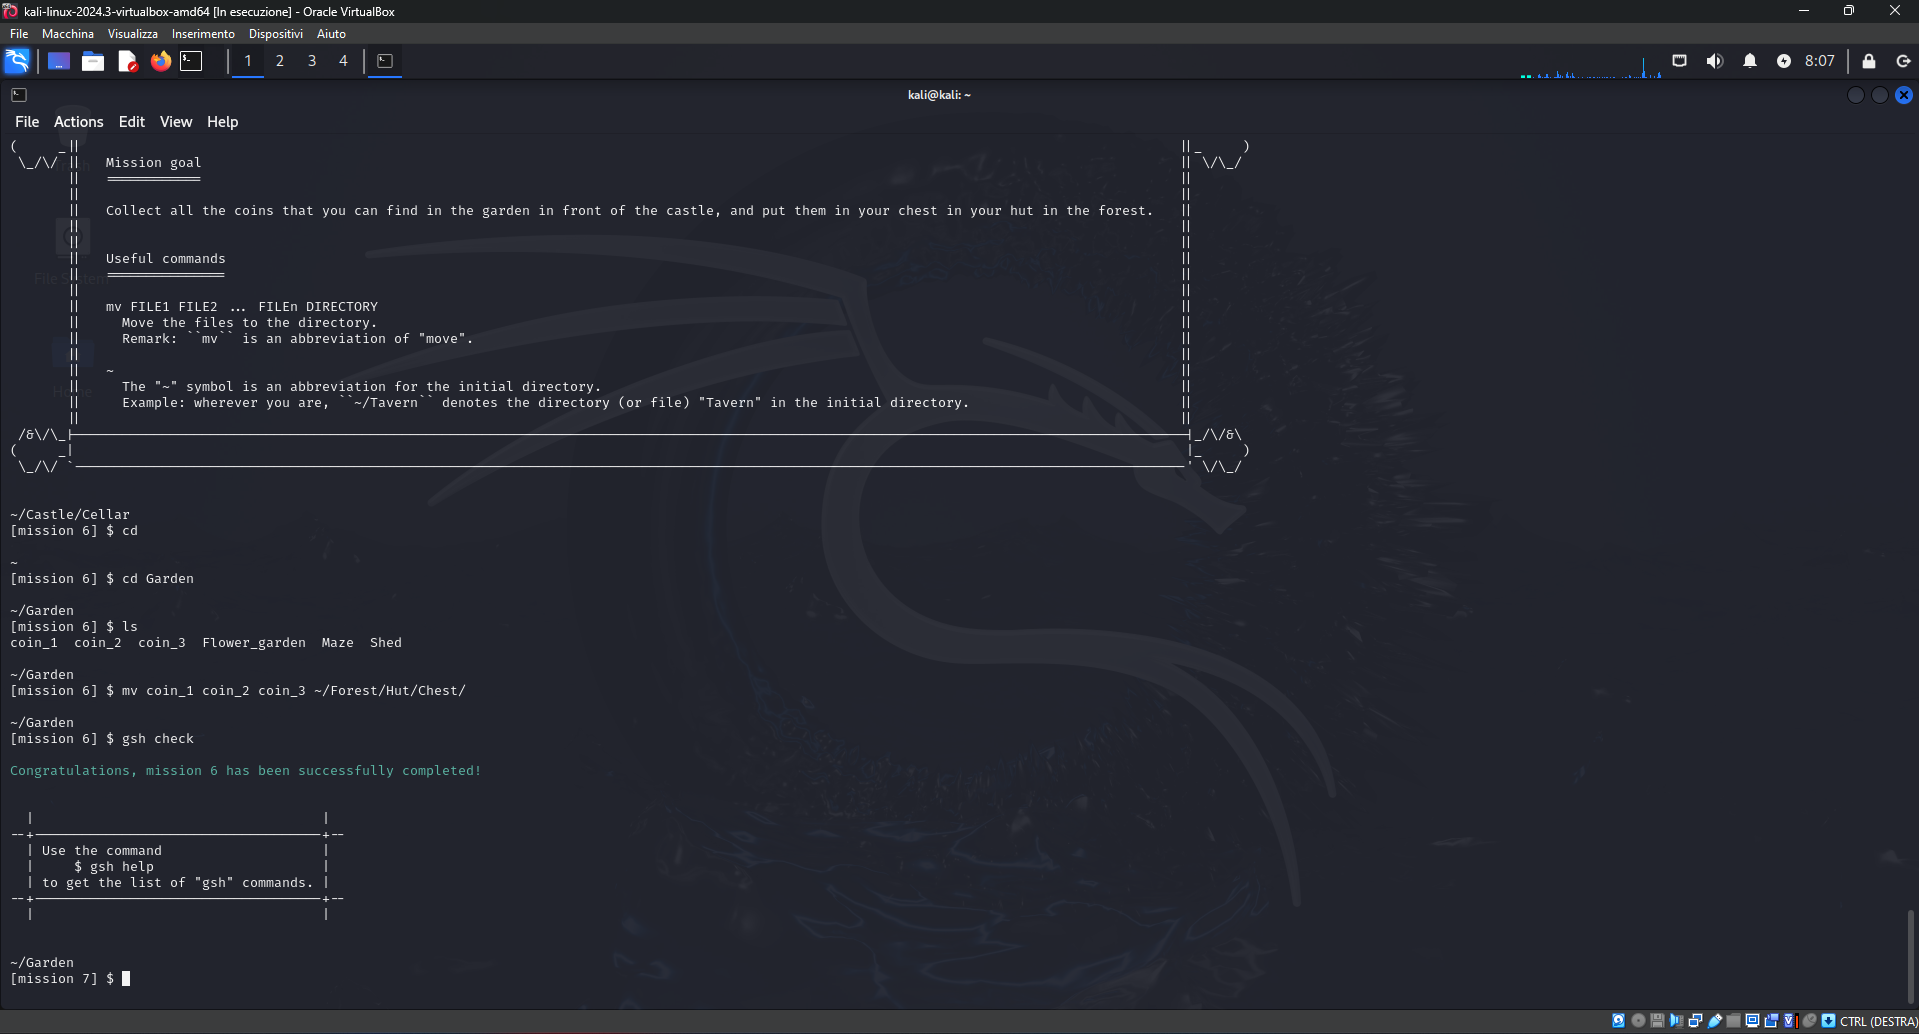 kali-linux-2024.3-virtualbox-amd64 [In esecuzione] - Oracle VirtualBox
File Macchina Visualizza Inserimento Dispositivi Aiuto
1 2 3 4 8:07
kali@kali: ~
File Actions Edit View Help
( _|| ||_ )
\_/\/ || Mission goal || \/\_/
|| ============ ||
Collect all the coins that you can find in the garden in front of the castle, and put them in your chest in your hut in the forest.
File System
Useful commands
===============
mv FILE1 FILE2 ... FILEn DIRECTORY
Move the files to the directory.
Remark: ``mv`` is an abbreviation of "move".
~
The "~" symbol is an abbreviation for the initial directory.
Home
Example: wherever you are, ``~/Tavern`` denotes the directory (or file) "Tavern" in the initial directory.
/&\/\_| |_/\/&\
( _| |_ )
\_/\/ ` ' \/\_/
~/Castle/Cellar
[mission 6] $ cd
~
[mission 6] $ cd Garden
~/Garden
[mission 6] $ ls
coin_1 coin_2 coin_3 Flower_garden Maze Shed
~/Garden
[mission 6] $ mv coin_1 coin_2 coin_3 ~/Forest/Hut/Chest/
~/Garden
[mission 6] $ gsh check
Congratulations, mission 6 has been successfully completed!
| Use the command |
| $ gsh help |
| to get the list of "gsh" commands. |
~/Garden
[mission 7] $
CTRL (DESTRA)